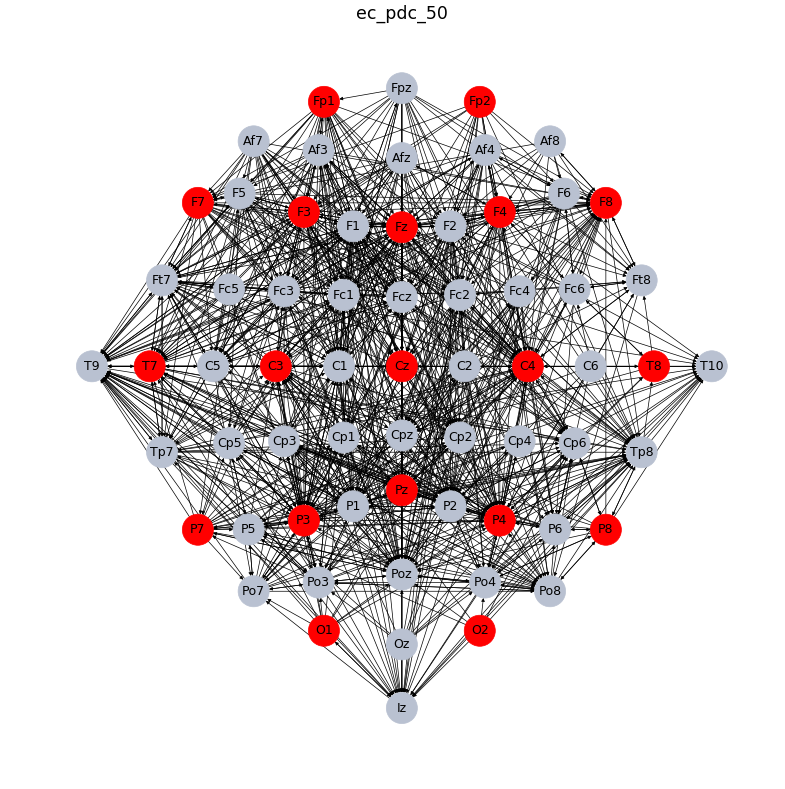 ec_pdc_50
Fpz
Fp1 Fp2
Af7 Af8
Af3 Afz Af4
F5 F6
F7 F3 F4 F8
F1 Fz F2
Ft7 Fc5 Fc3 Fc1 Fcz Fc2 Fc4 Fc6 Ft8
T9 T7 C5 C3 C1 Cz C2 C4 C6 T8 T10
Tp7 Cp5 Cp3 Cp1 Cpz Cp2 Cp4 Cp6 Tp8
Pz
P1 P2
P7 P5 P3 P4 P6 P8
Po7 Po3 Poz Po4 Po8
O1 O2
Oz
Iz